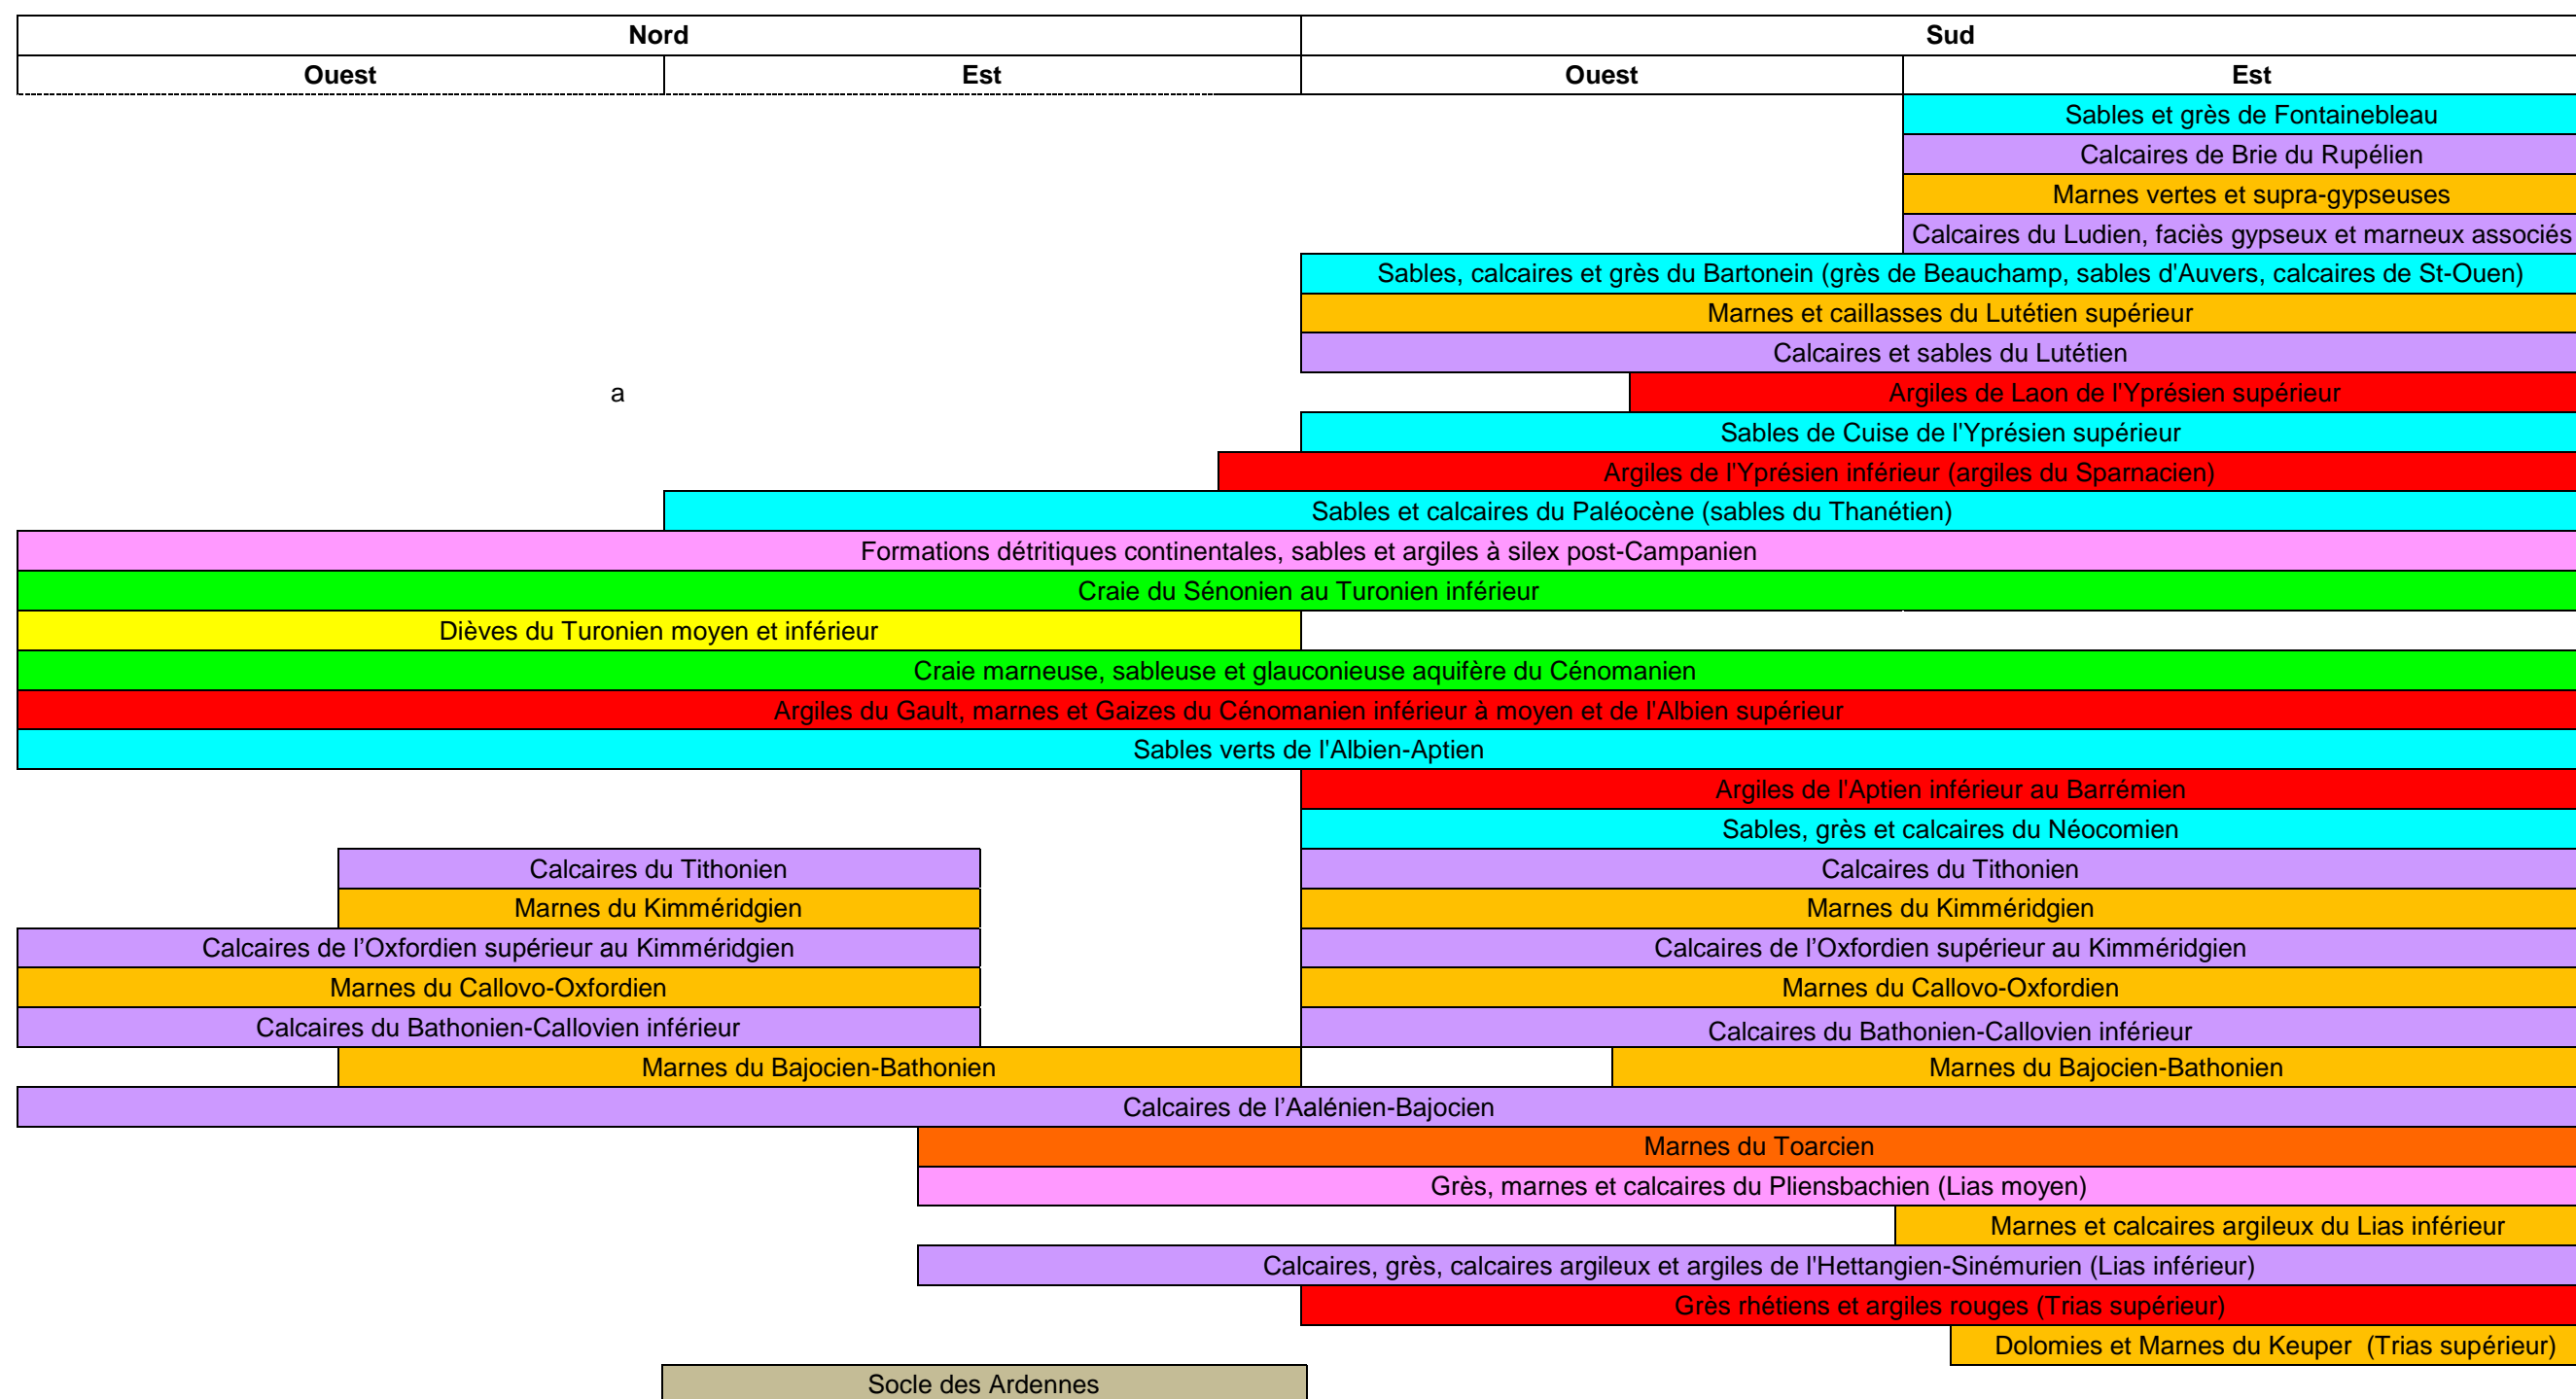 Nord Sud
Ouest Est Ouest Est
Sables et grès de Fontainebleau
Calcaires de Brie du Rupélien
Marnes vertes et supra-gypseuses
Calcaires du Ludien, faciès gypseux et marneux associés
Sables, calcaires et grès du Bartonein (grès de Beauchamp, sables d'Auvers, calcaires de St-Ouen)
Marnes et caillasses du Lutétien supérieur
Calcaires et sables du Lutétien
a Argiles de Laon de l'Yprésien supérieur
Sables de Cuise de l'Yprésien supérieur
Argiles de l'Yprésien inférieur (argiles du Sparnacien)
Sables et calcaires du Paléocène (sables du Thanétien)
Formations détritiques continentales, sables et argiles à silex post-Campanien
Craie du Sénonien au Turonien inférieur
Dièves du Turonien moyen et inférieur
Craie marneuse, sableuse et glauconieuse aquifère du Cénomanien
Argiles du Gault, marnes et Gaizes du Cénomanien inférieur à moyen et de l'Albien supérieur
Sables verts de l'Albien-Aptien
Argiles de l'Aptien inférieur au Barrémien
Sables, grès et calcaires du Néocomien
Calcaires du Tithonien Calcaires du Tithonien
Marnes du Kimméridgien Marnes du Kimméridgien
Calcaires de l’Oxfordien supérieur au Kimméridgien Calcaires de l’Oxfordien supérieur au Kimméridgien
Marnes du Callovo-Oxfordien Marnes du Callovo-Oxfordien
Calcaires du Bathonien-Callovien inférieur Calcaires du Bathonien-Callovien inférieur
Marnes du Bajocien-Bathonien Marnes du Bajocien-Bathonien
Calcaires de l’Aalénien-Bajocien
Marnes du Toarcien
Grès, marnes et calcaires du Pliensbachien (Lias moyen)
Marnes et calcaires argileux du Lias inférieur
Calcaires, grès, calcaires argileux et argiles de l'Hettangien-Sinémurien (Lias inférieur)
Grès rhétiens et argiles rouges (Trias supérieur)
Dolomies et Marnes du Keuper (Trias supérieur)
Socle des Ardennes